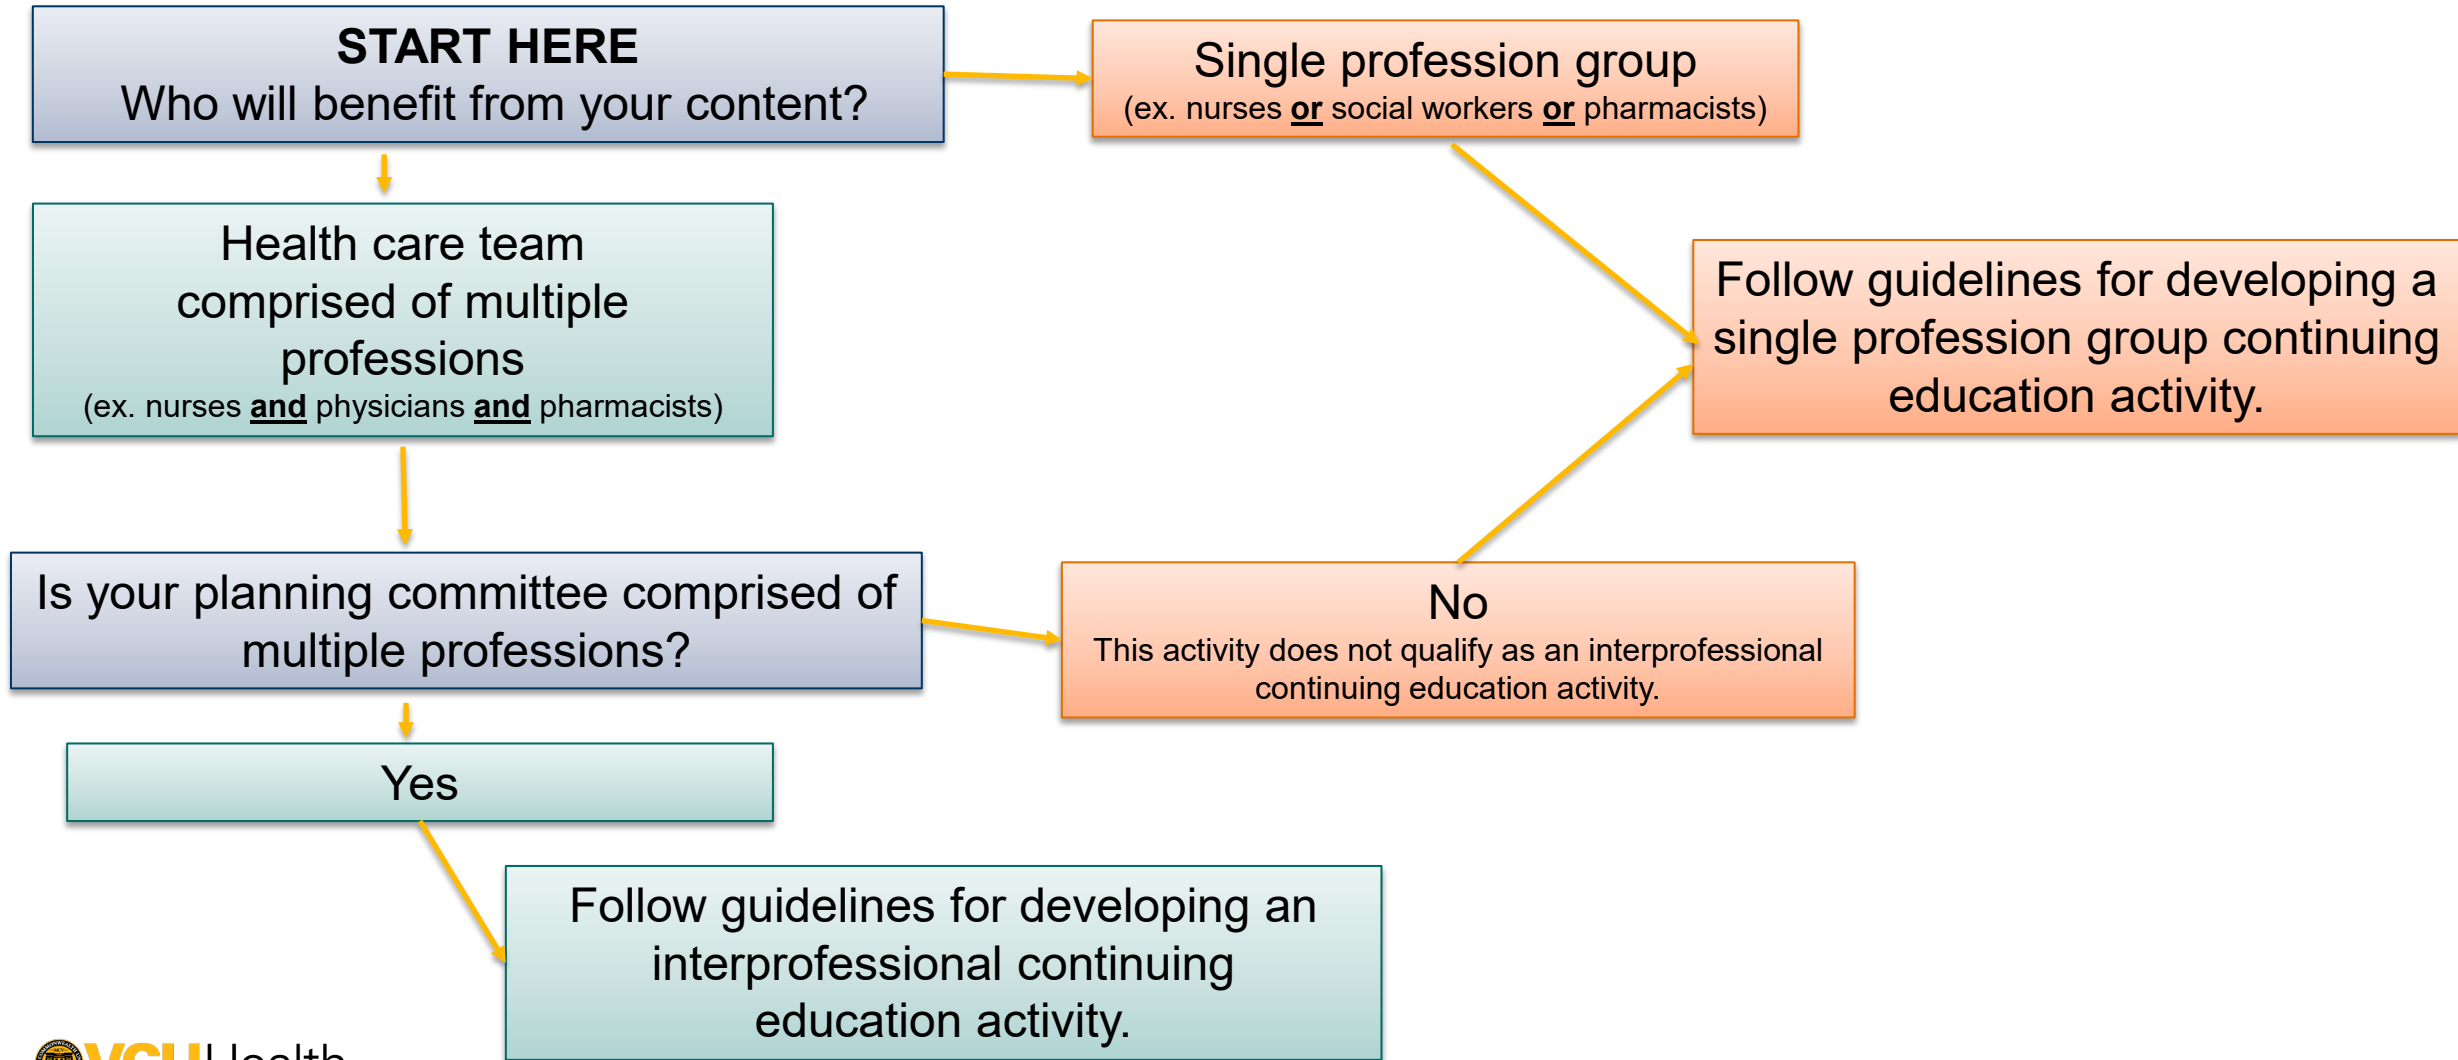 START HERE
Who will benefit from your content?
Single profession group
(ex. nurses or social workers or pharmacists)
Health care team
comprised of multiple
professions
(ex. nurses and physicians and pharmacists)
Follow guidelines for developing a
single profession group continuing
education activity.
Is your planning committee comprised of
multiple professions?
No
This activity does not qualify as an interprofessional
continuing education activity.
Yes
Follow guidelines for developing an
interprofessional continuing
education activity.
VCU Health